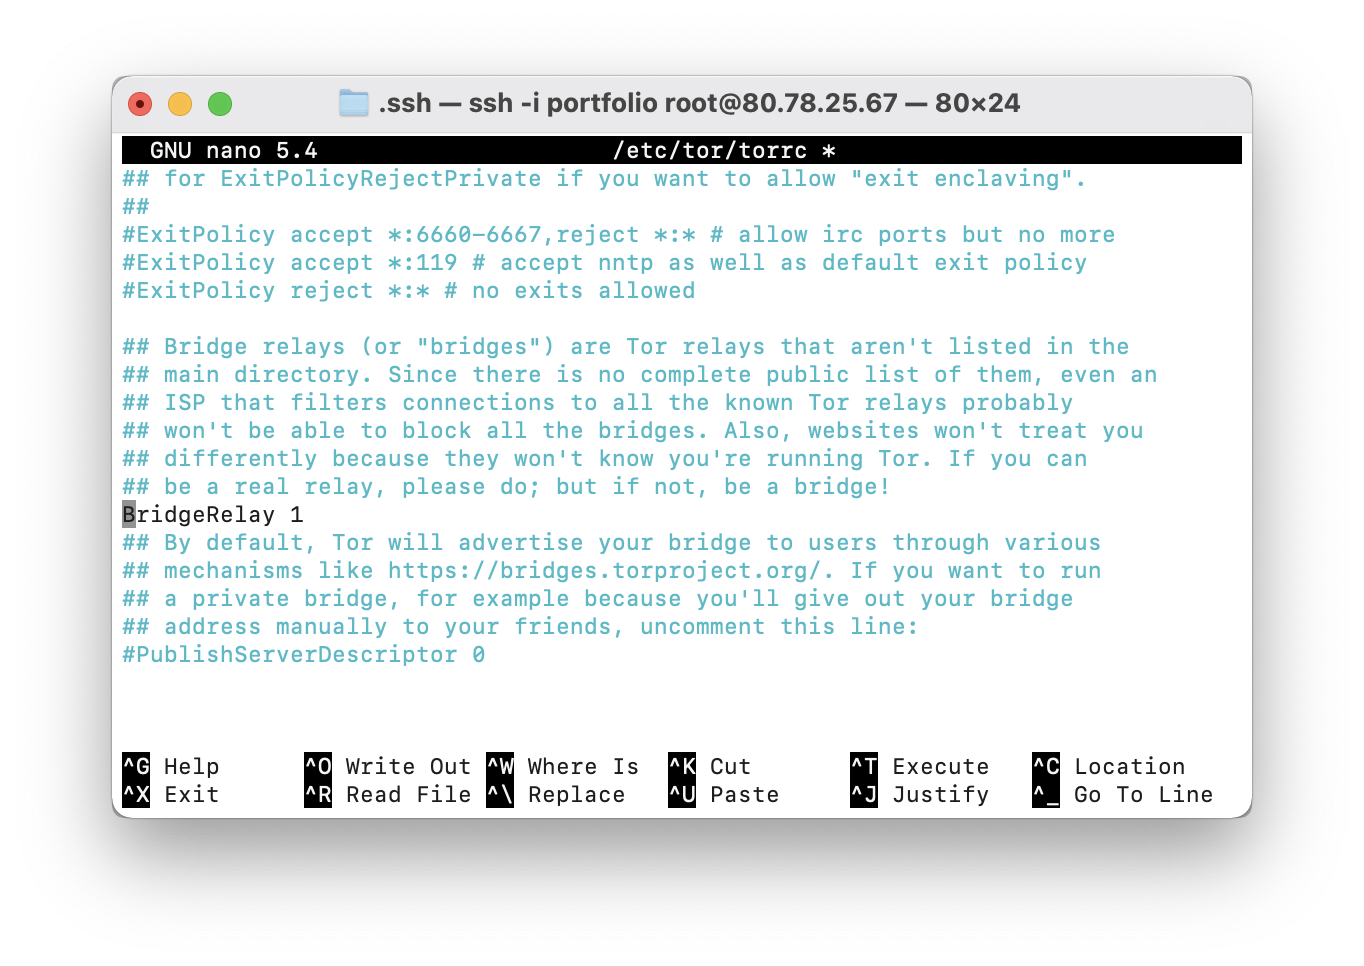 .ssh — ssh -i portfolio root@80.78.25.67 — 80×24
GNU nano 5.4 /etc/tor/torrc *
## for ExitPolicyRejectPrivate if you want to allow "exit enclaving".
##
#ExitPolicy accept *:6660-6667,reject *:* # allow irc ports but no more
#ExitPolicy accept *:119 # accept nntp as well as default exit policy
#ExitPolicy reject *:* # no exits allowed
## Bridge relays (or "bridges") are Tor relays that aren't listed in the
## main directory. Since there is no complete public list of them, even an
## ISP that filters connections to all the known Tor relays probably
## won't be able to block all the bridges. Also, websites won't treat you
## differently because they won't know you're running Tor. If you can
## be a real relay, please do; but if not, be a bridge!
BridgeRelay 1
## By default, Tor will advertise your bridge to users through various
## mechanisms like https://bridges.torproject.org/. If you want to run
## a private bridge, for example because you'll give out your bridge
## address manually to your friends, uncomment this line:
#PublishServerDescriptor 0
^G Help ^O Write Out ^W Where Is ^K Cut ^T Execute ^C Location
^X Exit ^R Read File ^\ Replace ^U Paste ^J Justify ^_ Go To Line